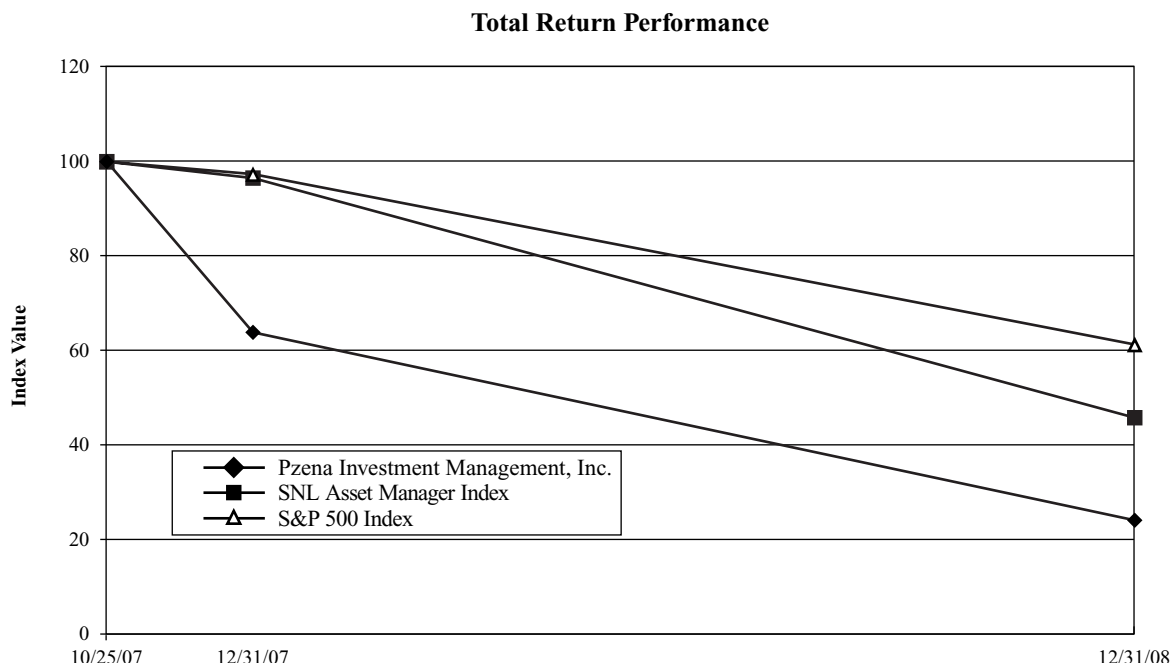 Total Return Performance
120
100
80
60
40
20
0
Index Value
Pzena Investment Management, Inc.
SNL Asset Manager Index
S&P 500 Index
10/25/07 12/31/07 12/31/08